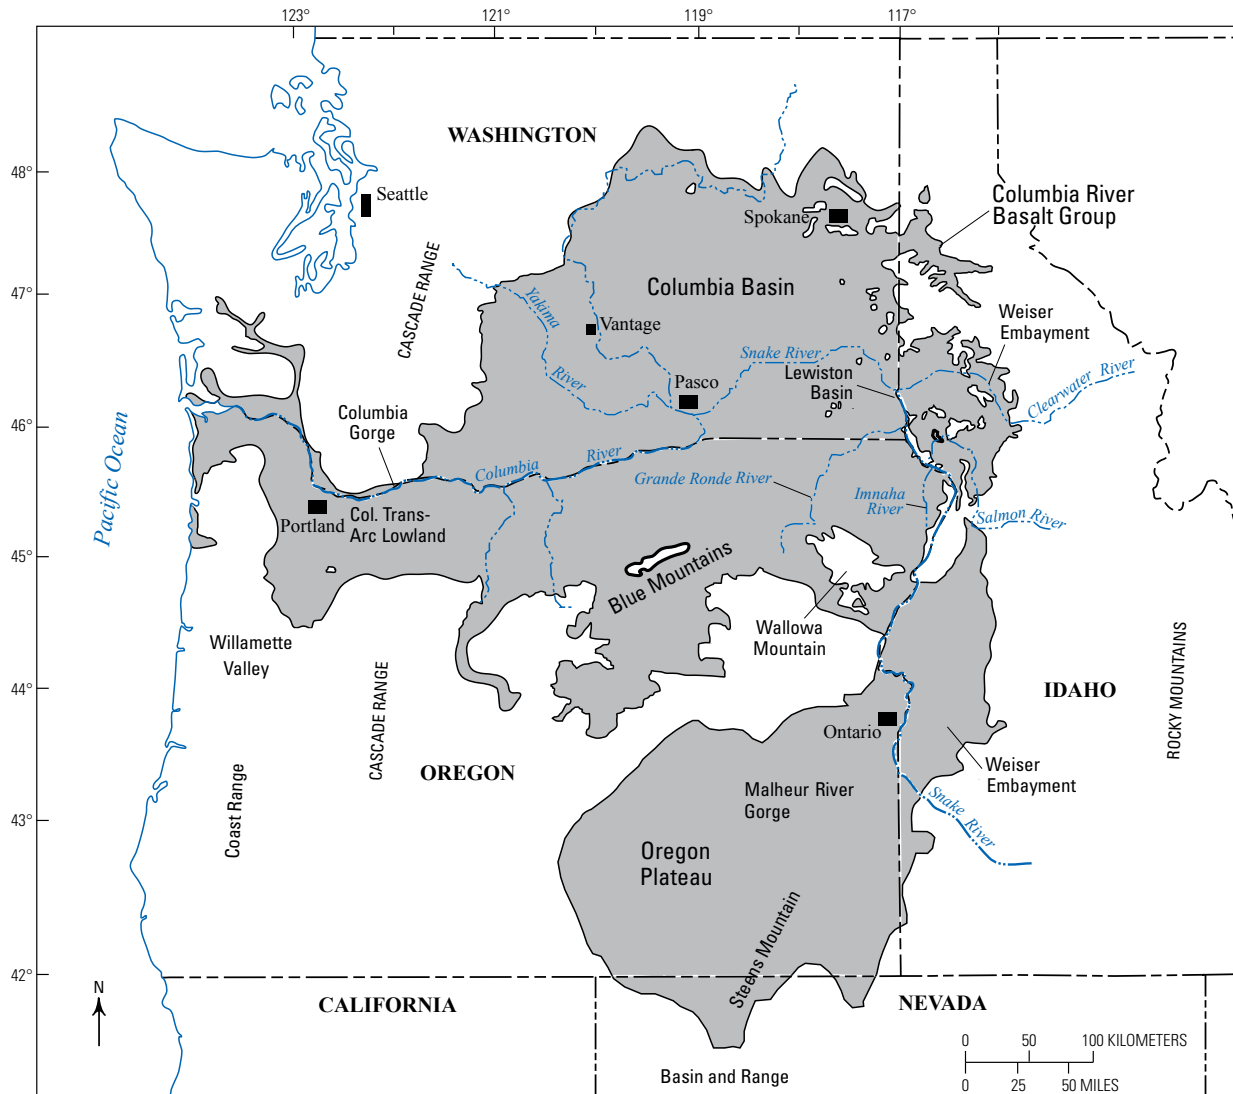 123°
121°
119°
117°
WASHINGTON
48°
Seattle
Spokane
Columbia River
Basalt Group
CASCADE RANGE
Columbia Basin
47°
Yakima
River
Vantage
Weiser
Embayment
Snake River
Lewiston
Basin
Pasco
Clearwater River
Columbia
Gorge
46°
Pacific Ocean
Columbia
River
Grande Ronde River
Imnaha
River
Salmon River
Portland
Col. Trans-
Arc Lowland
45°
Blue Mountains
Wallowa
Mountain
Willamette
Valley
44°
CASCADE RANGE
IDAHO
ROCKY MOUNTAINS
Ontario
OREGON
Weiser
Embayment
Malheur River
Gorge
Snake River
43°
Coast Range
Oregon
Plateau
Steens Mountain
42°
N
CALIFORNIA
NEVADA
0 50 100 KILOMETERS
0 25 50 MILES
Basin and Range